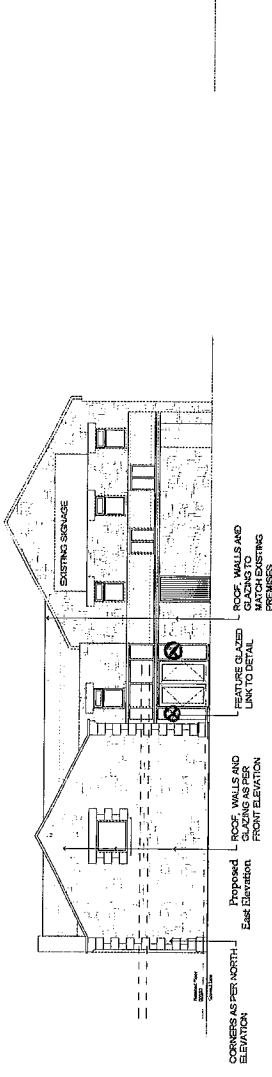 EXISTING SIGNAGE
CORNERS AS PER NORTH
ELEVATION
Proposed
East Elevation
ROOF, WALLS AND
GLAZING AS PER
FRONT ELEVATION
FEATURE GLAZED
LINK TO DETAIL
ROOF, WALLS AND
GLAZING TO
MATCH EXISTING
PREMISES